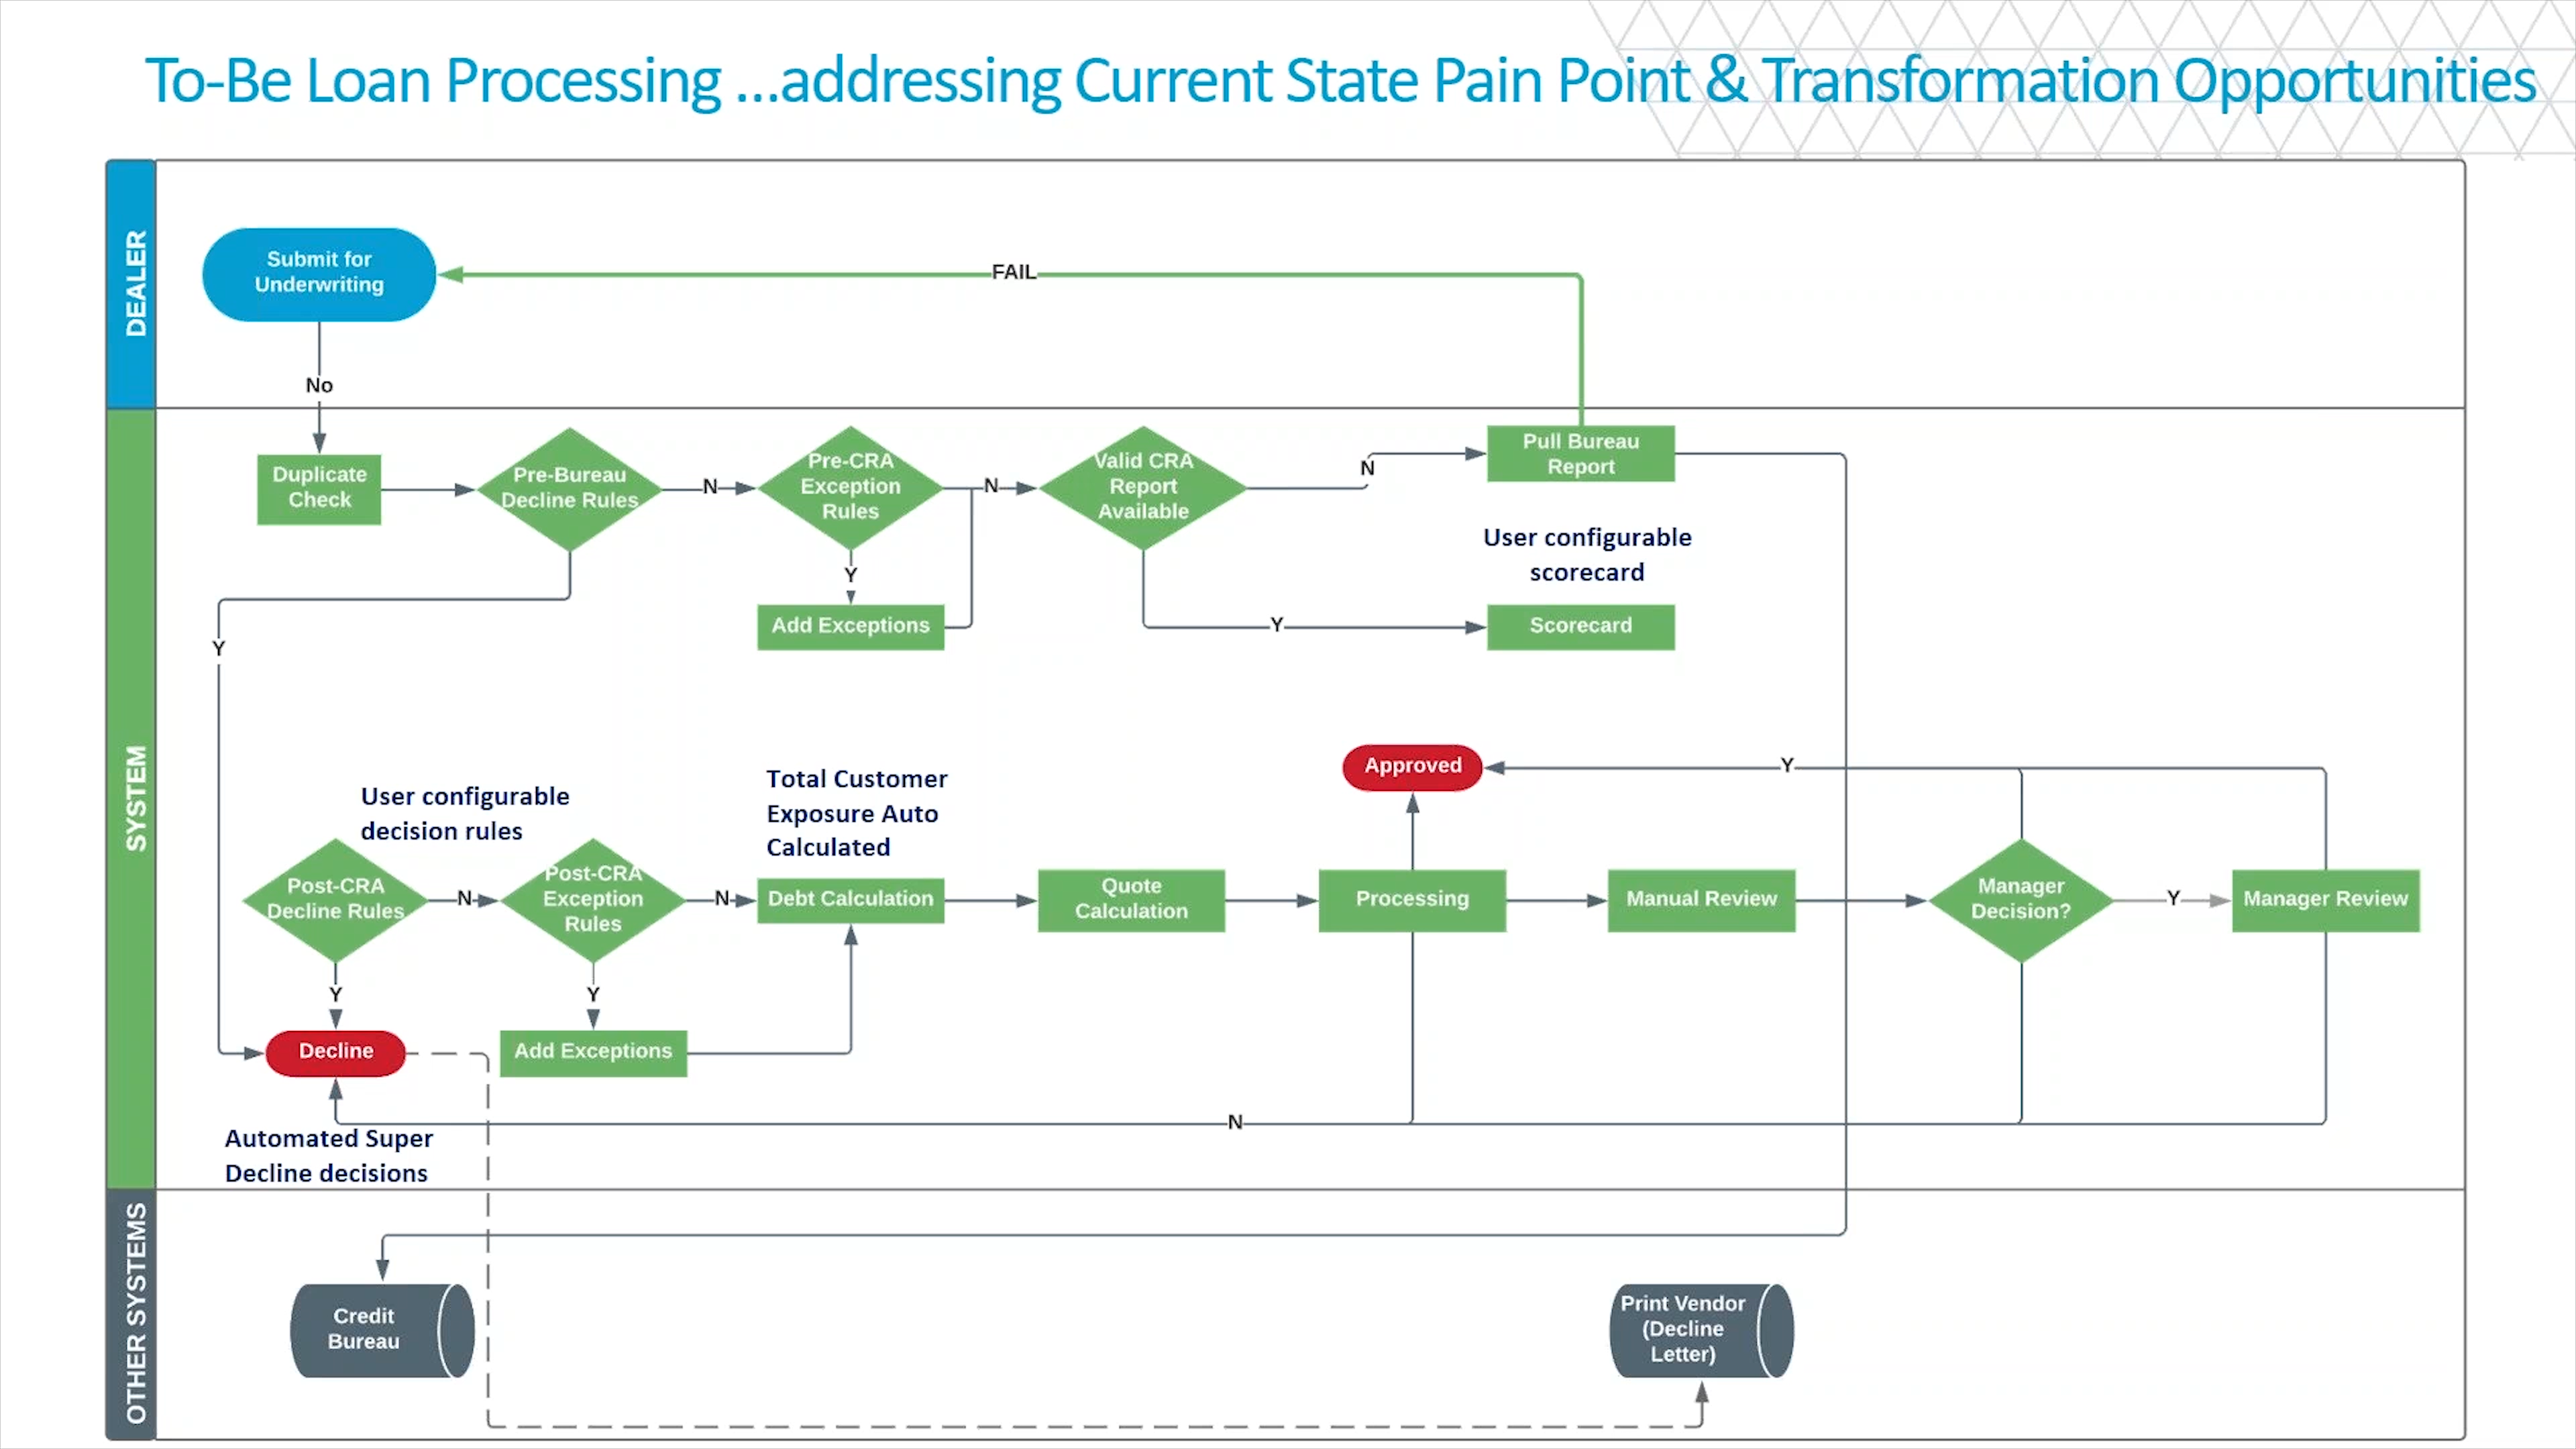 To-Be Loan Processing ...addressing Current State Pain Point & Transformation Opportunities
DEALER
Submit for
Underwriting
FAIL
No
SYSTEM
Duplicate
Check
Pre-Bureau
Decline Rules
N
Pre-CRA
Exception
Rules
N
Valid CRA
Report
Available
N
Pull Bureau
Report
Y
Add Exceptions
Y
User configurable
scorecard
Scorecard
Y
Approved
Y
User configurable
decision rules
Total Customer
Exposure Auto
Calculated
Post-CRA
Decline Rules
N
Post-CRA
Exception
Rules
N
Debt Calculation
Quote
Calculation
Processing
Manual Review
Manager
Decision?
Y
Manager Review
Y
Y
Decline
Add Exceptions
N
Automated Super
Decline decisions
OTHER SYSTEMS
Credit
Bureau
Print Vendor
(Decline
Letter)